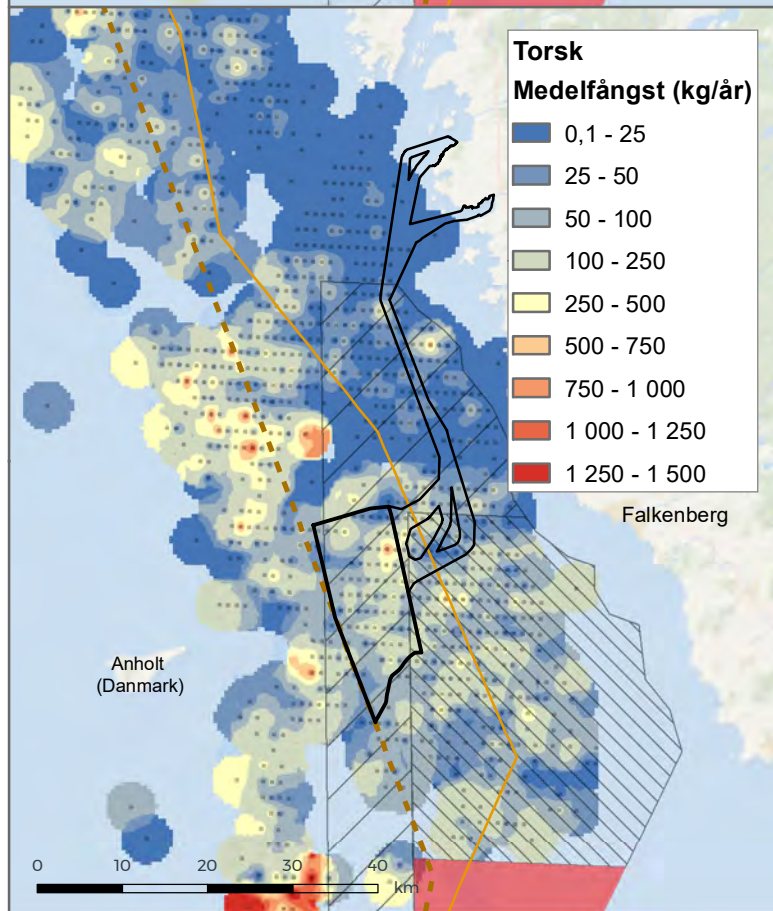 Torsk
Medelfångst (kg/år)
0,1 - 25
25 - 50
50 - 100
100 - 250
250 - 500
500 - 750
750 - 1 000
1 000 - 1 250
1 250 - 1 500
Falkenberg
Anholt
(Danmark)
0 10 20 30 40
km